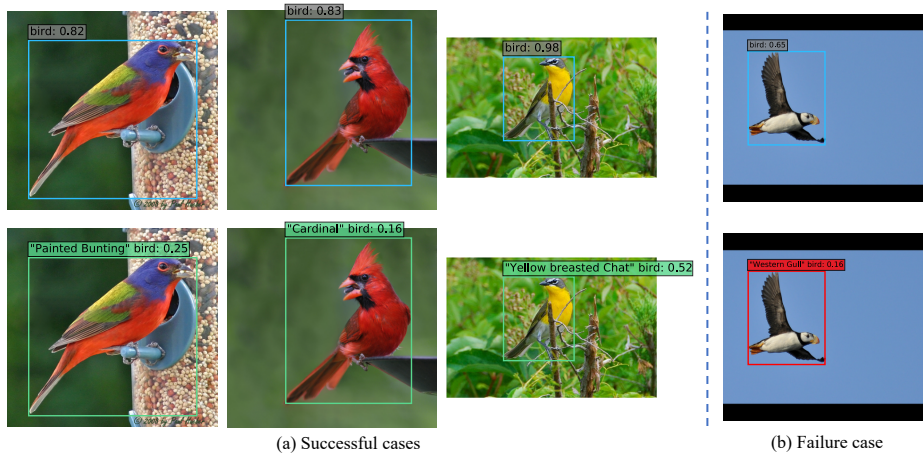 bird: 0.82
bird: 0.83
bird: 0.98
bird: 0.65
"Painted Bunting" bird: 0.25
"Cardinal" bird: 0.16
"Yellow breasted Chat" bird: 0.52
"Western Gull" bird: 0.16
(a) Successful cases
(b) Failure case